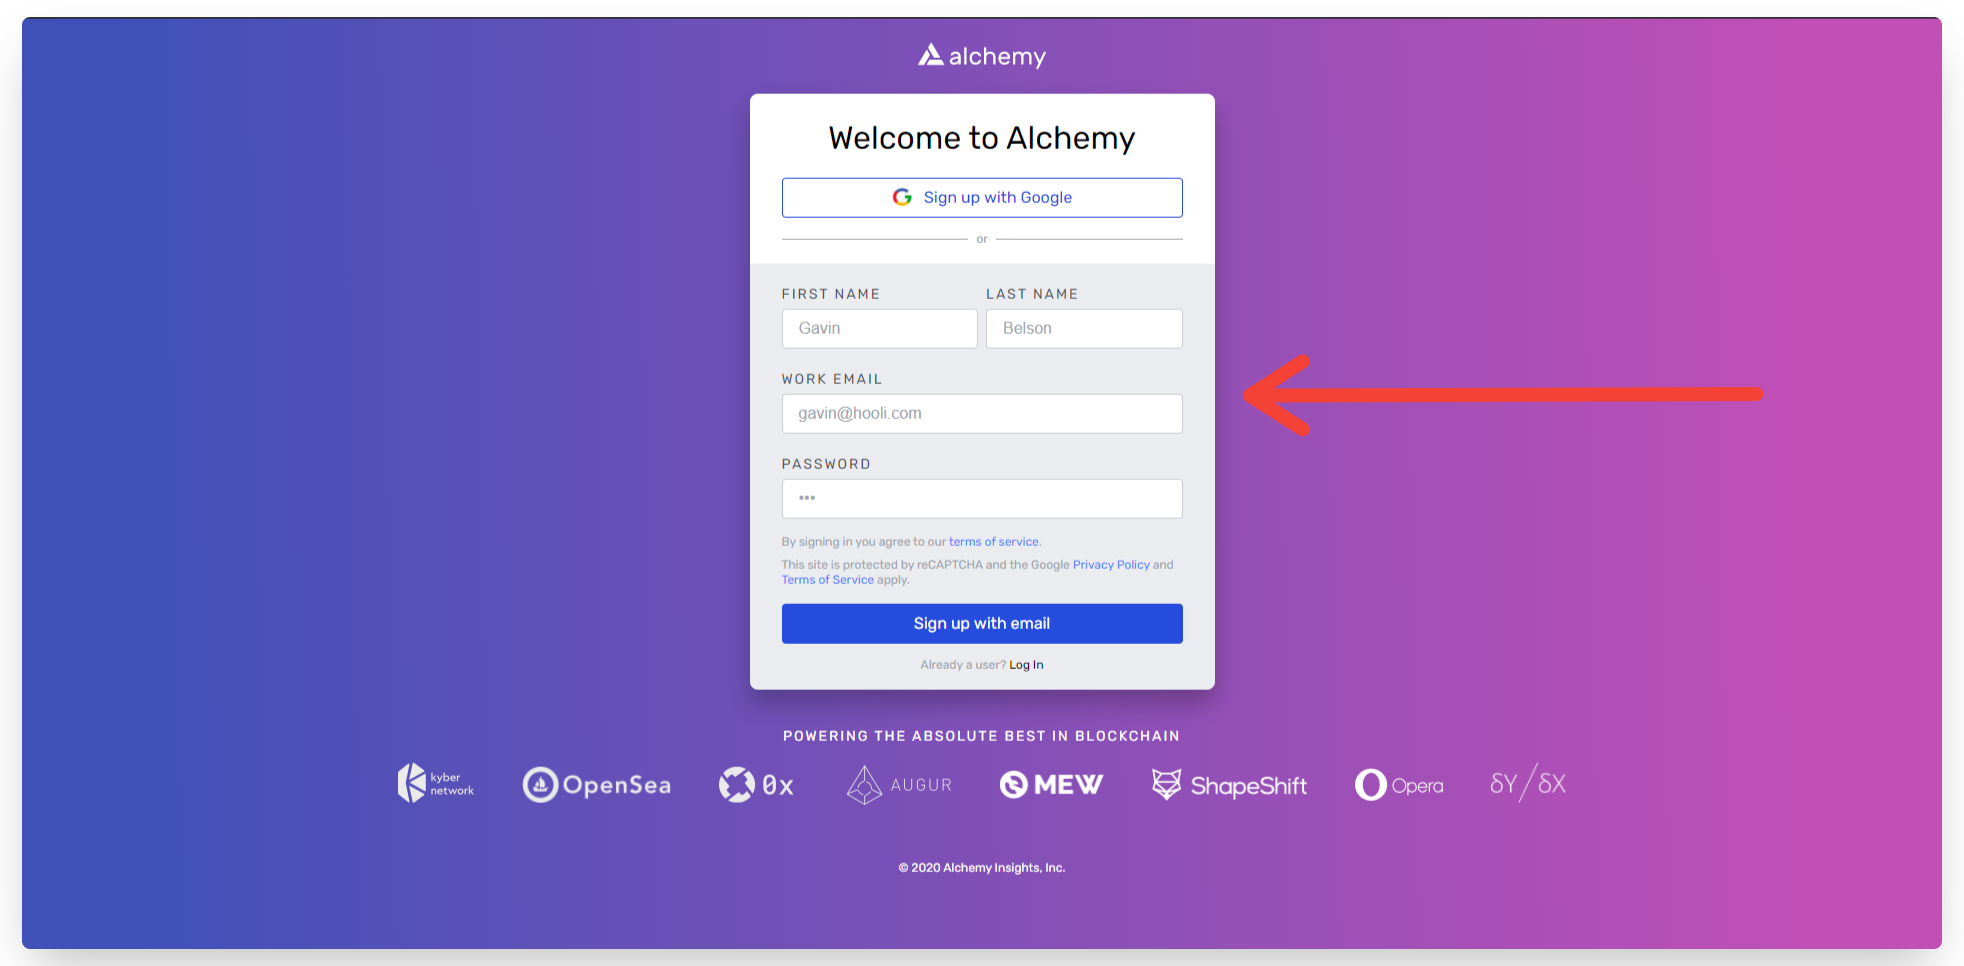 alchemy
Welcome to Alchemy
Sign up with Google
or
FIRST NAME LAST NAME
Gavin Belson
WORK EMAIL
gavin@hooli.com
PASSWORD
•••
By signing in you agree to our terms of service.
This site is protected by reCAPTCHA and the Google Privacy Policy and
Terms of Service apply.
Sign up with email
Already a user? Log In
POWERING THE ABSOLUTE BEST IN BLOCKCHAIN
kyber
network
OpenSea
0x
AUGUR
MEW
ShapeShift
Opera
δY/δX
© 2020 Alchemy Insights, Inc.